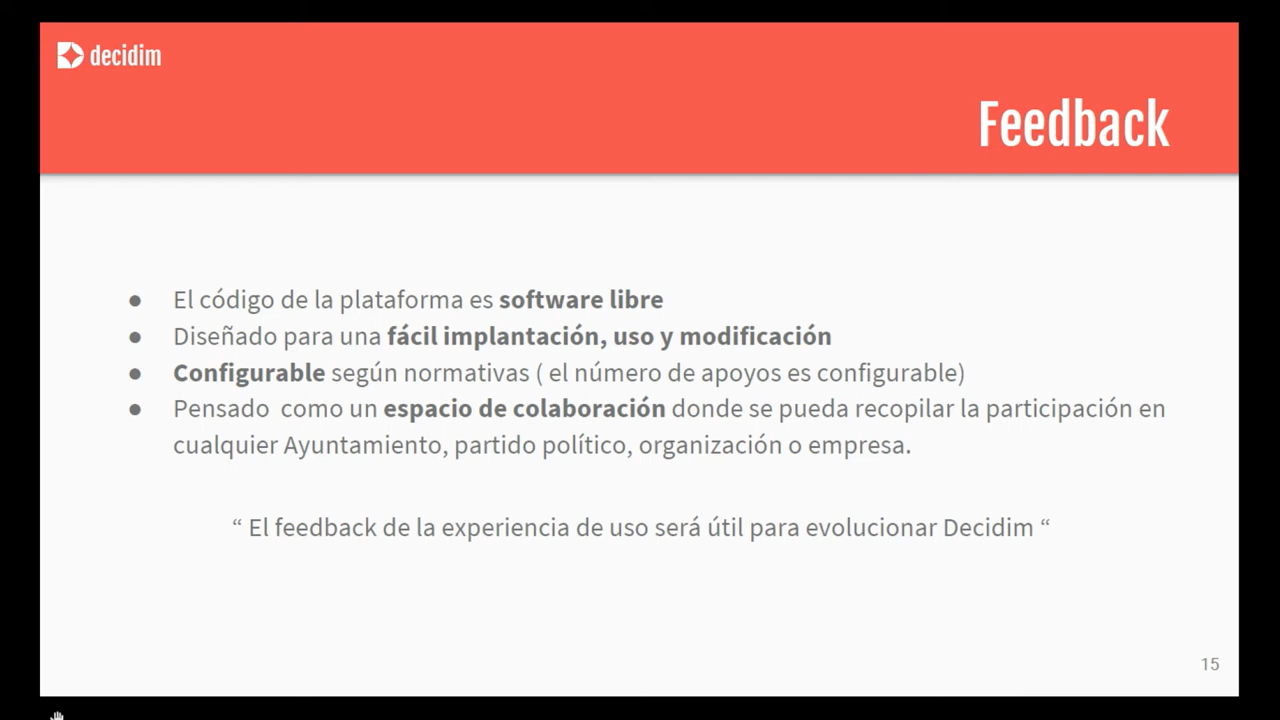 decidim
Feedback
● El código de la plataforma es software libre
● Diseñado para una fácil implantación, uso y modificación
● Configurable según normativas ( el número de apoyos es configurable)
● Pensado  como un espacio de colaboración donde se pueda recopilar la participación en
cualquier Ayuntamiento, partido político, organización o empresa.
“ El feedback de la experiencia de uso será útil para evolucionar Decidim “
15